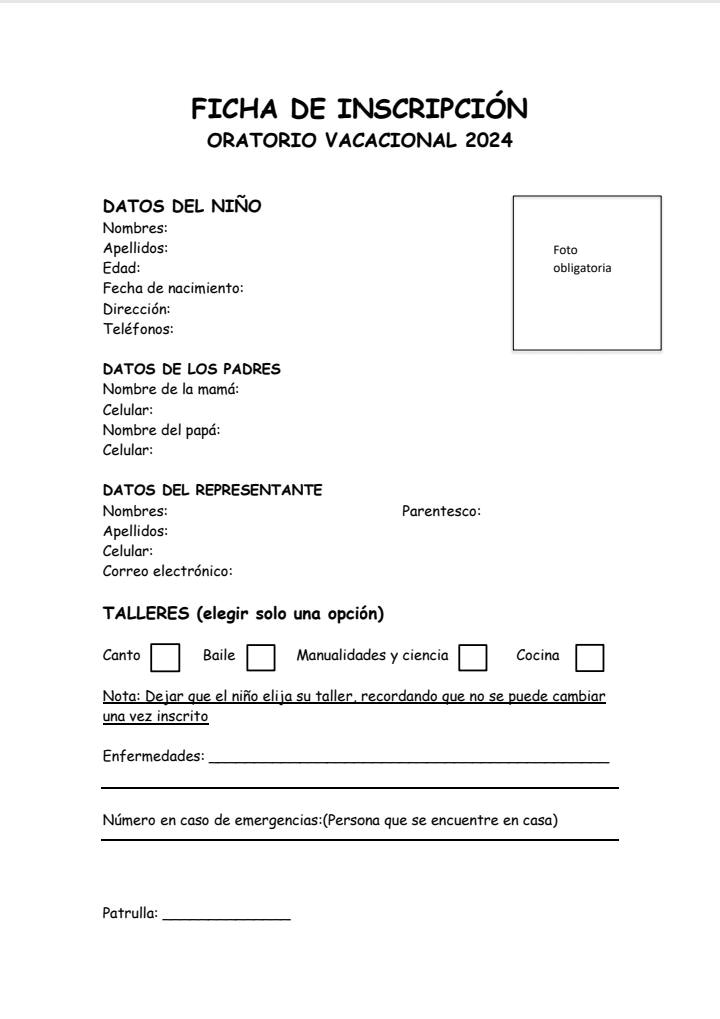 FICHA DE INSCRIPCIÓN
ORATORIO VACACIONAL 2024
DATOS DEL NIÑO
Nombres:
Apellidos:
Edad:
Fecha de nacimiento:
Dirección:
Teléfonos:
Foto
obligatoria
DATOS DE LOS PADRES
Nombre de la mamá:
Celular:
Nombre del papá:
Celular:
DATOS DEL REPRESENTANTE
Nombres: Parentesco:
Apellidos:
Celular:
Correo electrónico:
TALLERES (elegir solo una opción)
Canto Baile Manualidades y ciencia Cocina
Nota: Dejar que el niño elija su taller, recordando que no se puede cambiar
una vez inscrito
Enfermedades: ____________________________________________
Número en caso de emergencias:(Persona que se encuentre en casa)
Patrulla: ______________